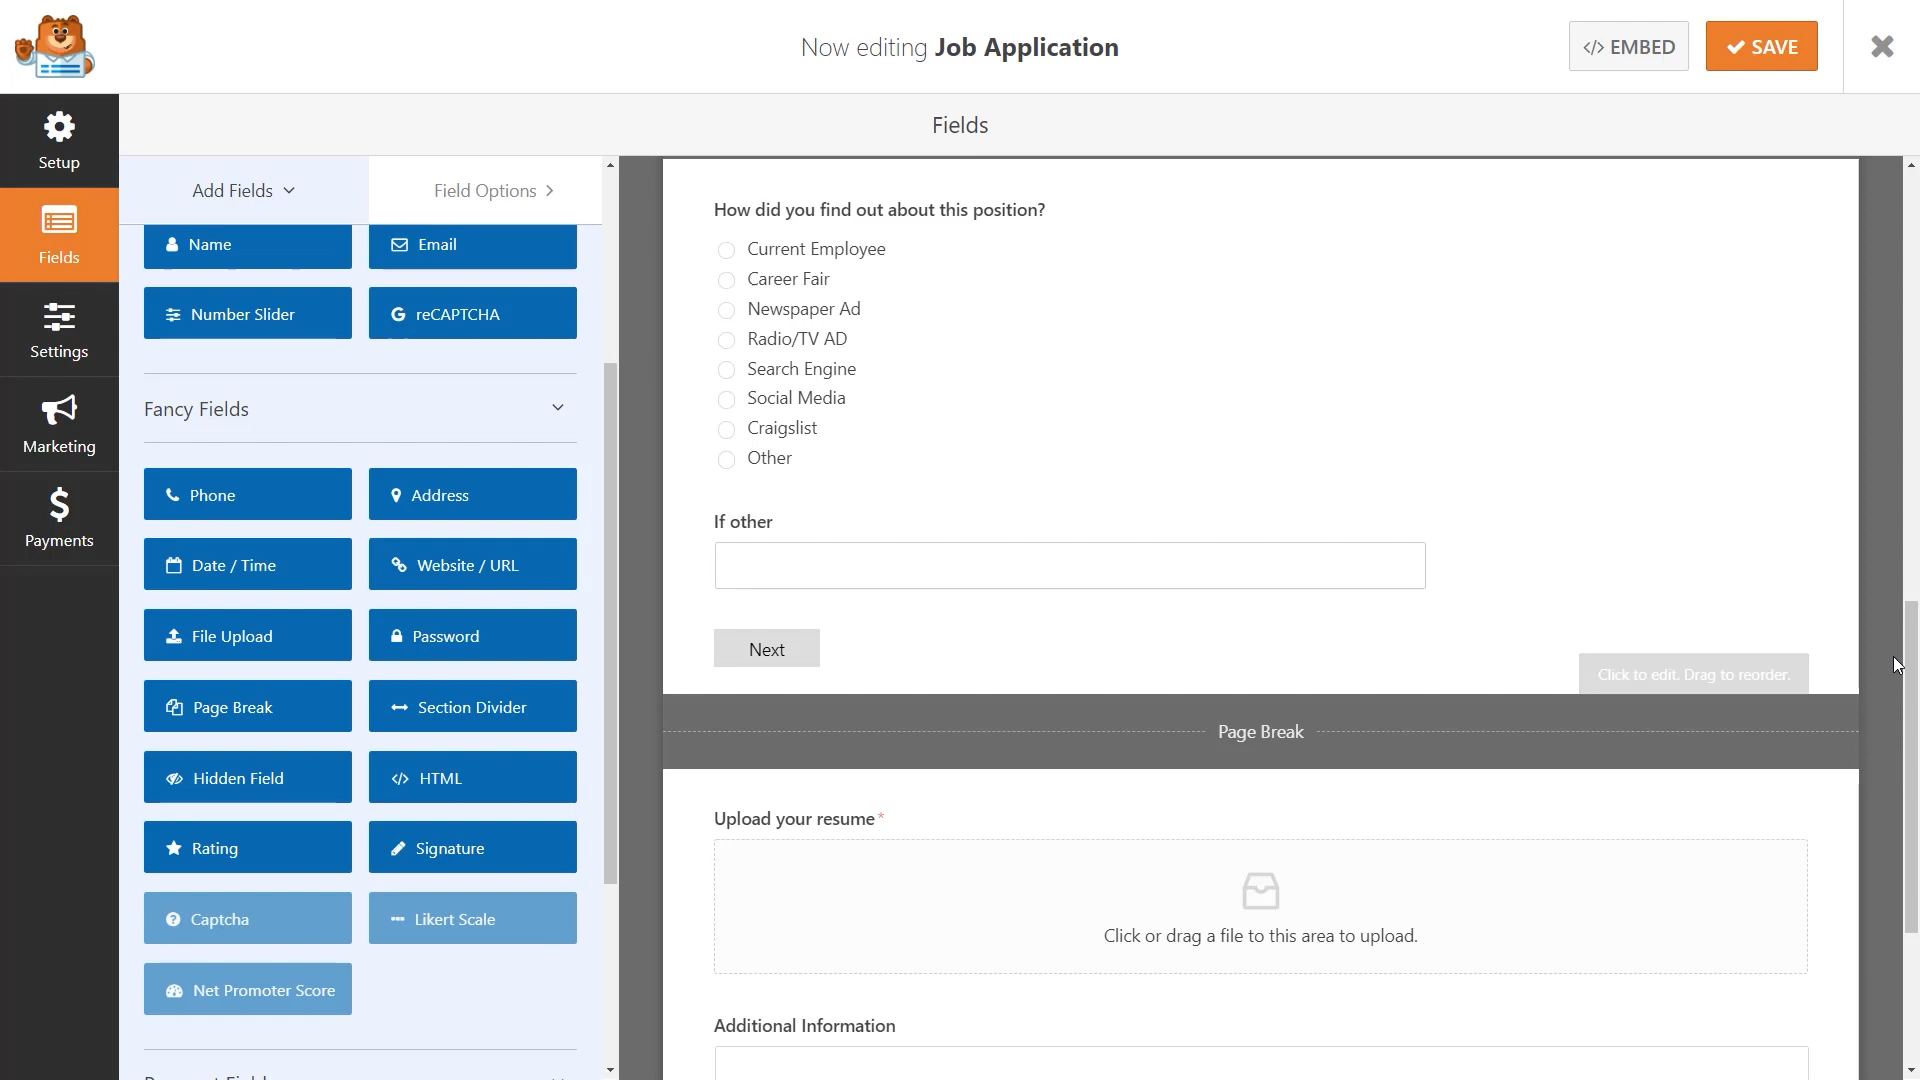 Now editing Job Application
</> EMBED
SAVE
Setup
Fields
Settings
Marketing
Payments
Fields
Add Fields
Field Options
Name
Email
Number Slider
reCAPTCHA
Fancy Fields
Phone
Address
Date / Time
Website / URL
File Upload
Password
Page Break
Section Divider
Hidden Field
HTML
Rating
Signature
Captcha
Likert Scale
Net Promoter Score
How did you find out about this position?
Current Employee
Career Fair
Newspaper Ad
Radio/TV AD
Search Engine
Social Media
Craigslist
Other
If other
Next
Click to edit. Drag to reorder.
Page Break
Upload your resume*
Click or drag a file to this area to upload.
Additional Information